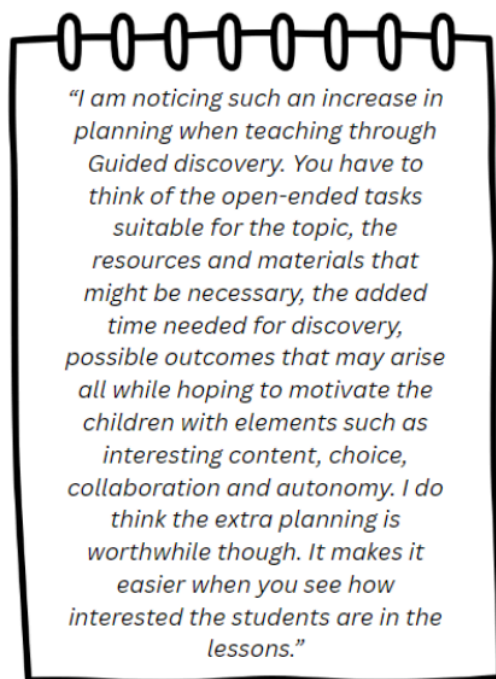 “I am noticing such an increase in
planning when teaching through
Guided discovery. You have to
think of the open-ended tasks
suitable for the topic, the
resources and materials that
might be necessary, the added
time needed for discovery,
possible outcomes that may arise
all while hoping to motivate the
children with elements such as
interesting content, choice,
collaboration and autonomy. I do
think the extra planning is
worthwhile though. It makes it
easier when you see how
interested the students are in the
lessons.”